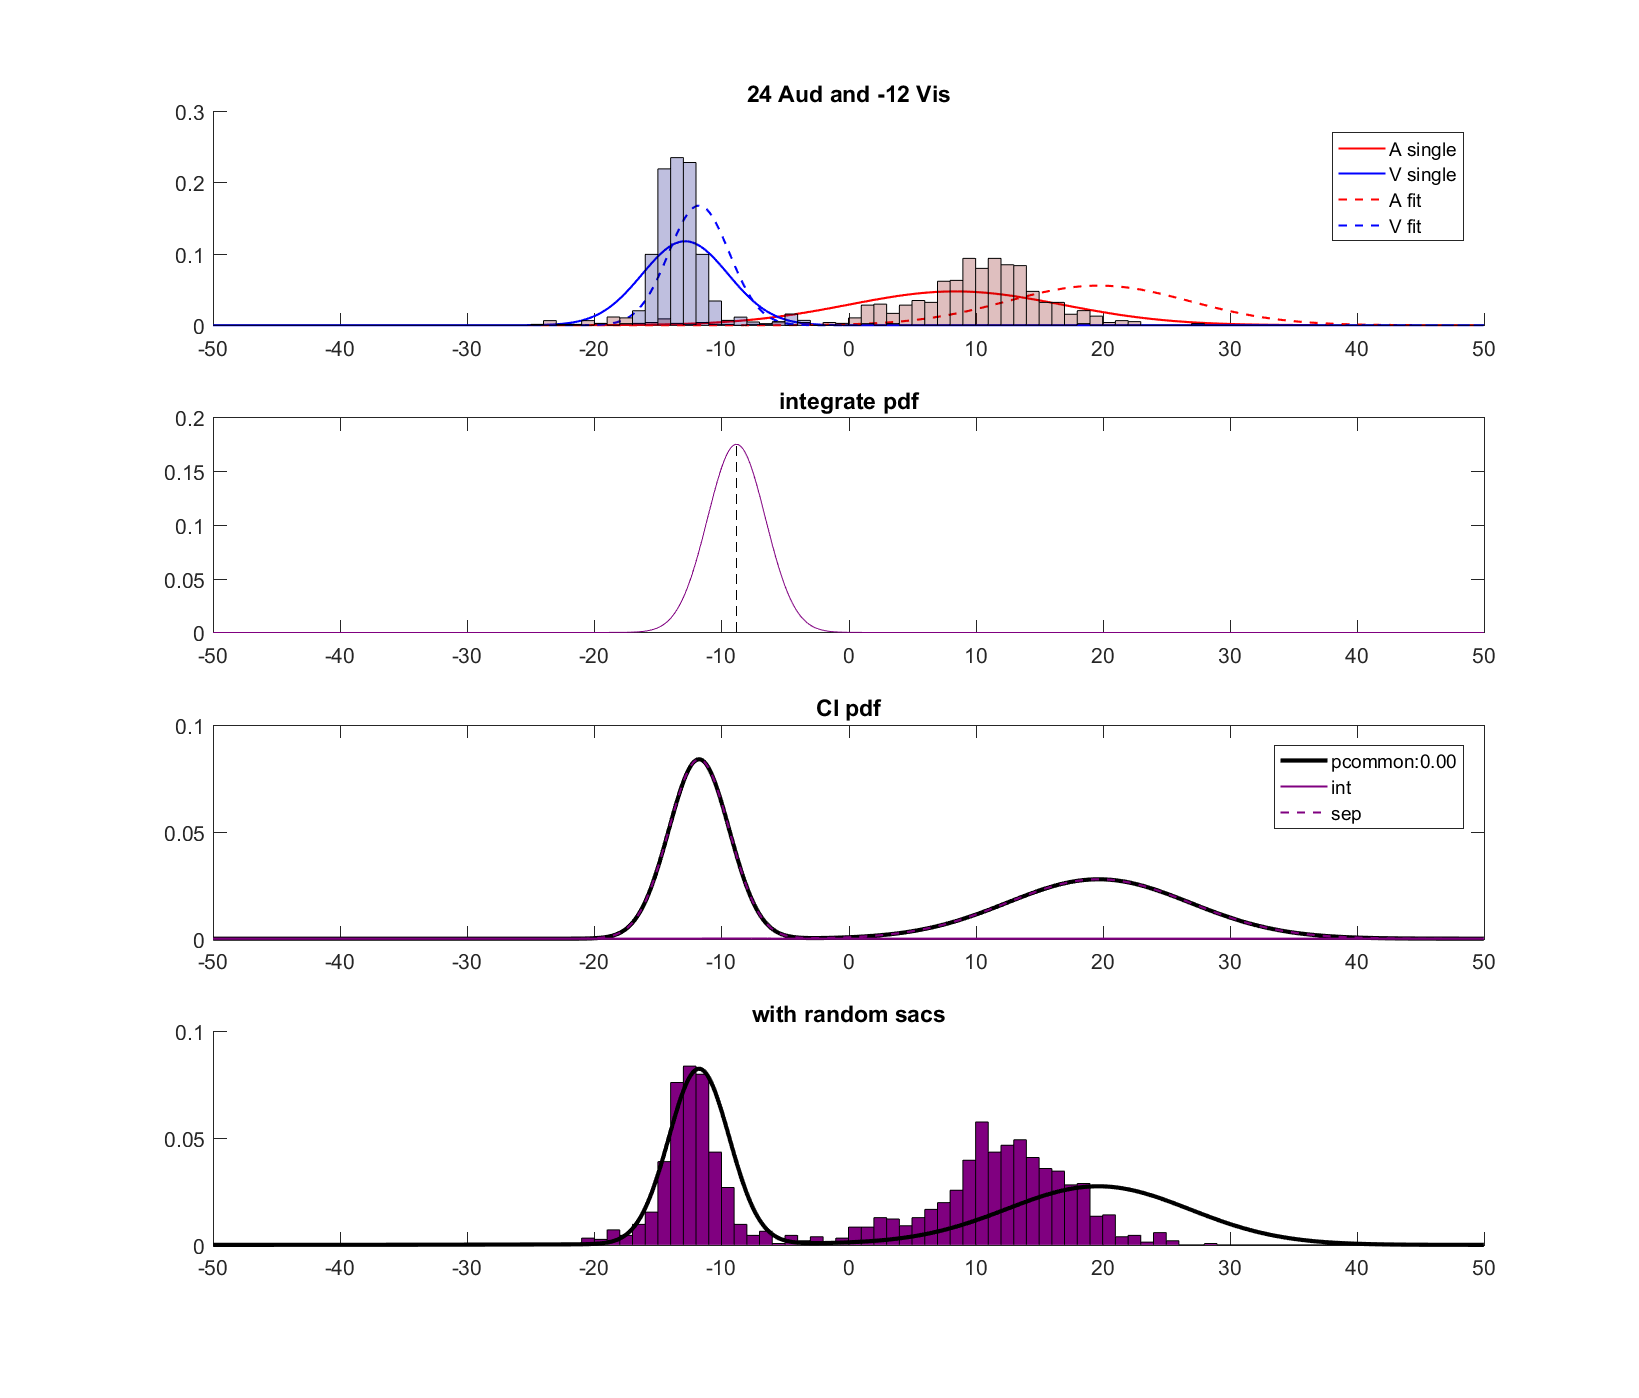 24 Aud and -12 Vis
0.3
0.2
0.1
0
-50 -40 -30 -20 -10 0 10 20 30 40 50
A single
V single
A fit
V fit
integrate pdf
0.2
0.15
0.1
0.05
0
-50 -40 -30 -20 -10 0 10 20 30 40 50
CI pdf
0.1
0.05
0
-50 -40 -30 -20 -10 0 10 20 30 40 50
pcommon:0.00
int
sep
with random sacs
0.1
0.05
0
-50 -40 -30 -20 -10 0 10 20 30 40 50